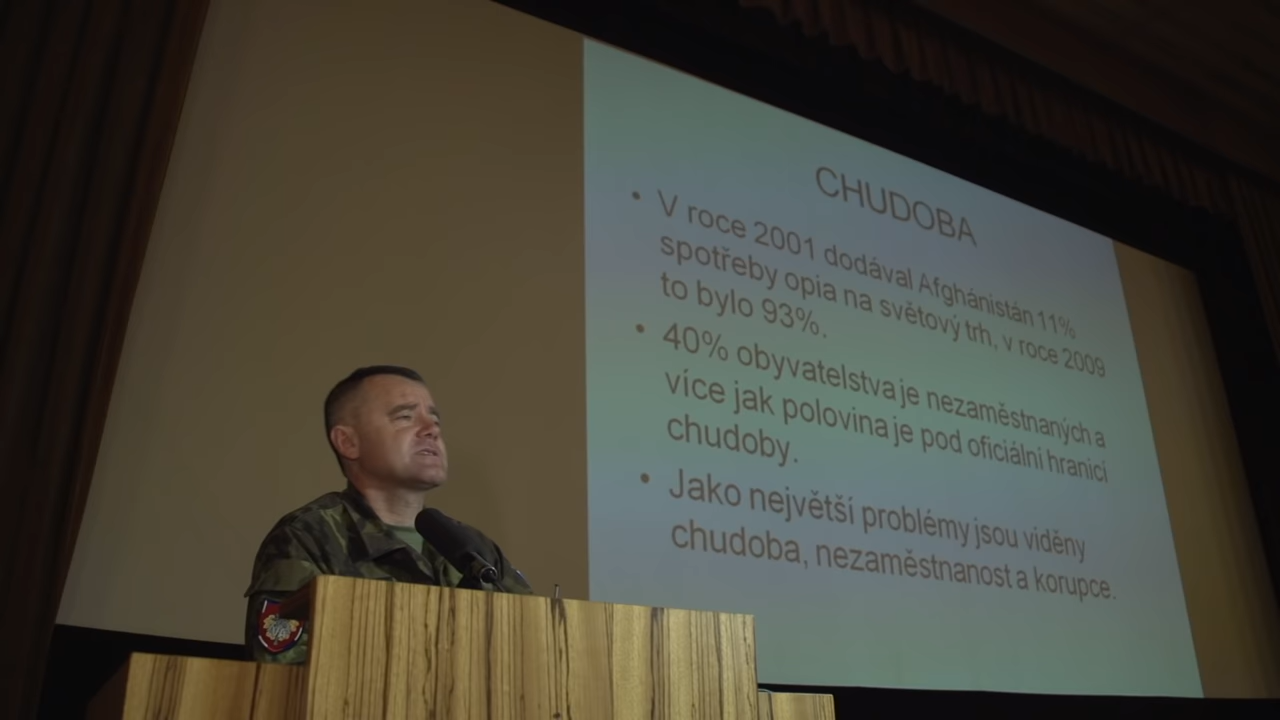 CHUDOBA
• V roce 2001 dodával Afghánistán 11%
spotřeby opia na světový trh, v roce 2009
to bylo 93%.
• 40% obyvatelstva je nezaměstnaných a
více jak polovina je pod oficiální hranicí
chudoby.
• Jako největší problémy jsou viděny
chudoba, nezaměstnanost a korupce.